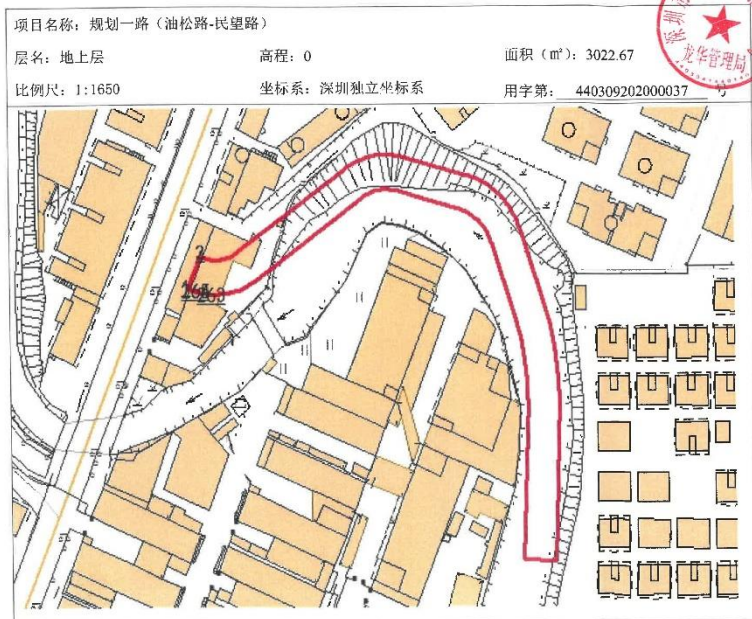 项目名称：规划一路（油松路-民望路）
层名：地上层 高程：0 面积（㎡）：3022.67
比例尺：1:1650 坐标系：深圳独立坐标系 用字第：440309202000037 号
龙华管理局
2